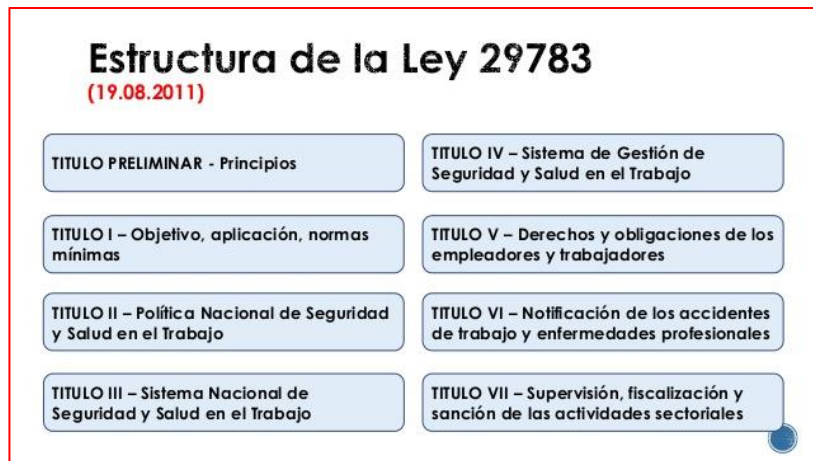 Estructura de la Ley 29783
(19.08.2011)
TITULO PRELIMINAR - Principios
TITULO I – Objetivo, aplicación, normas
mínimas
TITULO II – Política Nacional de Seguridad
y Salud en el Trabajo
TITULO III – Sistema Nacional de
Seguridad y Salud en el Trabajo
TITULO IV – Sistema de Gestión de
Seguridad y Salud en el Trabajo
TITULO V – Derechos y obligaciones de los
empleadores y trabajadores
TITULO VI – Notificación de los accidentes
de trabajo y enfermedades profesionales
TITULO VII – Supervisión, fiscalización y
sanción de las actividades sectoriales